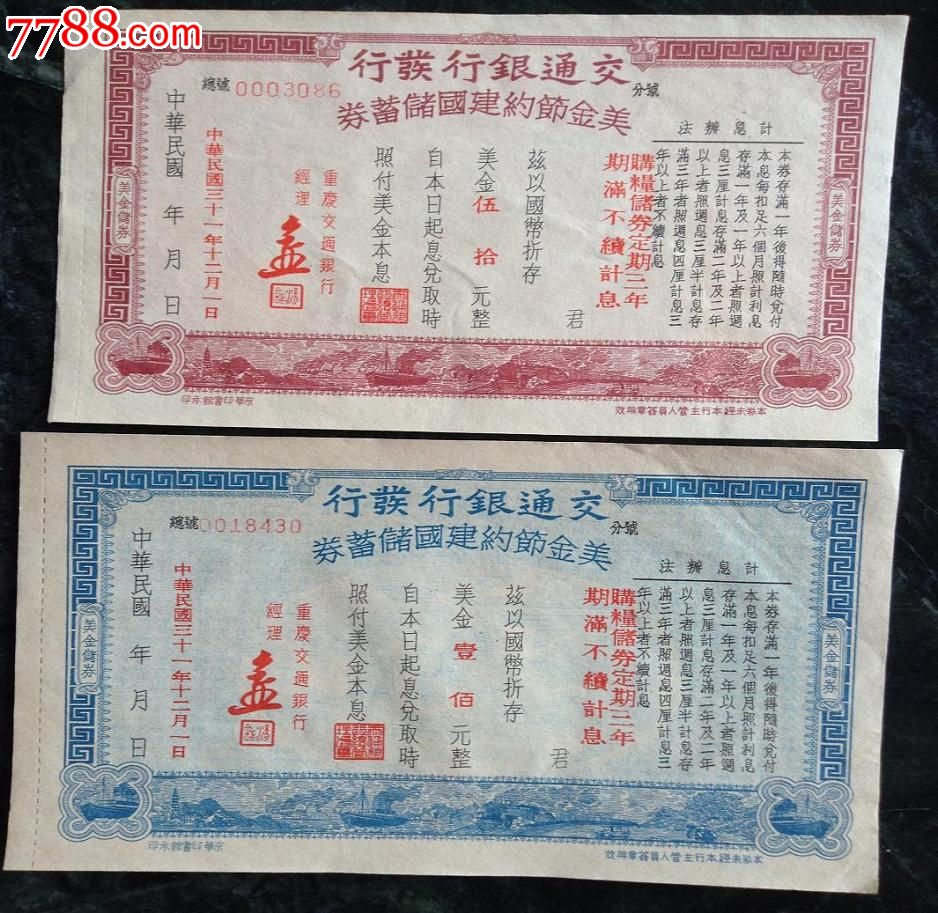 7788.com
交通銀行發行
美金節約建國儲蓄券
總號 0003086
分號
計息辦法
本券存滿一年後得隨時兌付
本息每扣足六個月照計利息
存滿一年及一年以上者照週
息三厘計息存滿二年及二年
以上者照週息三厘半計息存
滿三年者照週息四厘計息三
年以上者不續計息
購糧儲券定期三年
期滿不續計息
茲以國幣折存
君
美金伍拾元整
自本日起息兌取時
照付美金本息
重慶交通銀行
經理
中華民國三十一年十二月一日
中華民國 年 月 日
美金儲券
美金儲券
本券未經本行主管人員簽章無效
京華印書館承印
交通銀行發行
美金節約建國儲蓄券
總號 0018430
分號
計息辦法
本券存滿一年後得隨時兌付
本息每扣足六個月照計利息
存滿一年及一年以上者照週
息三厘計息存滿二年及二年
以上者照週息三厘半計息存
滿三年者照週息四厘計息三
年以上者不續計息
購糧儲券定期三年
期滿不續計息
茲以國幣折存
君
美金壹佰元整
自本日起息兌取時
照付美金本息
重慶交通銀行
經理
中華民國三十一年十二月一日
中華民國 年 月 日
美金儲券
美金儲券
本券未經本行主管人員簽章無效
京華印書館承印